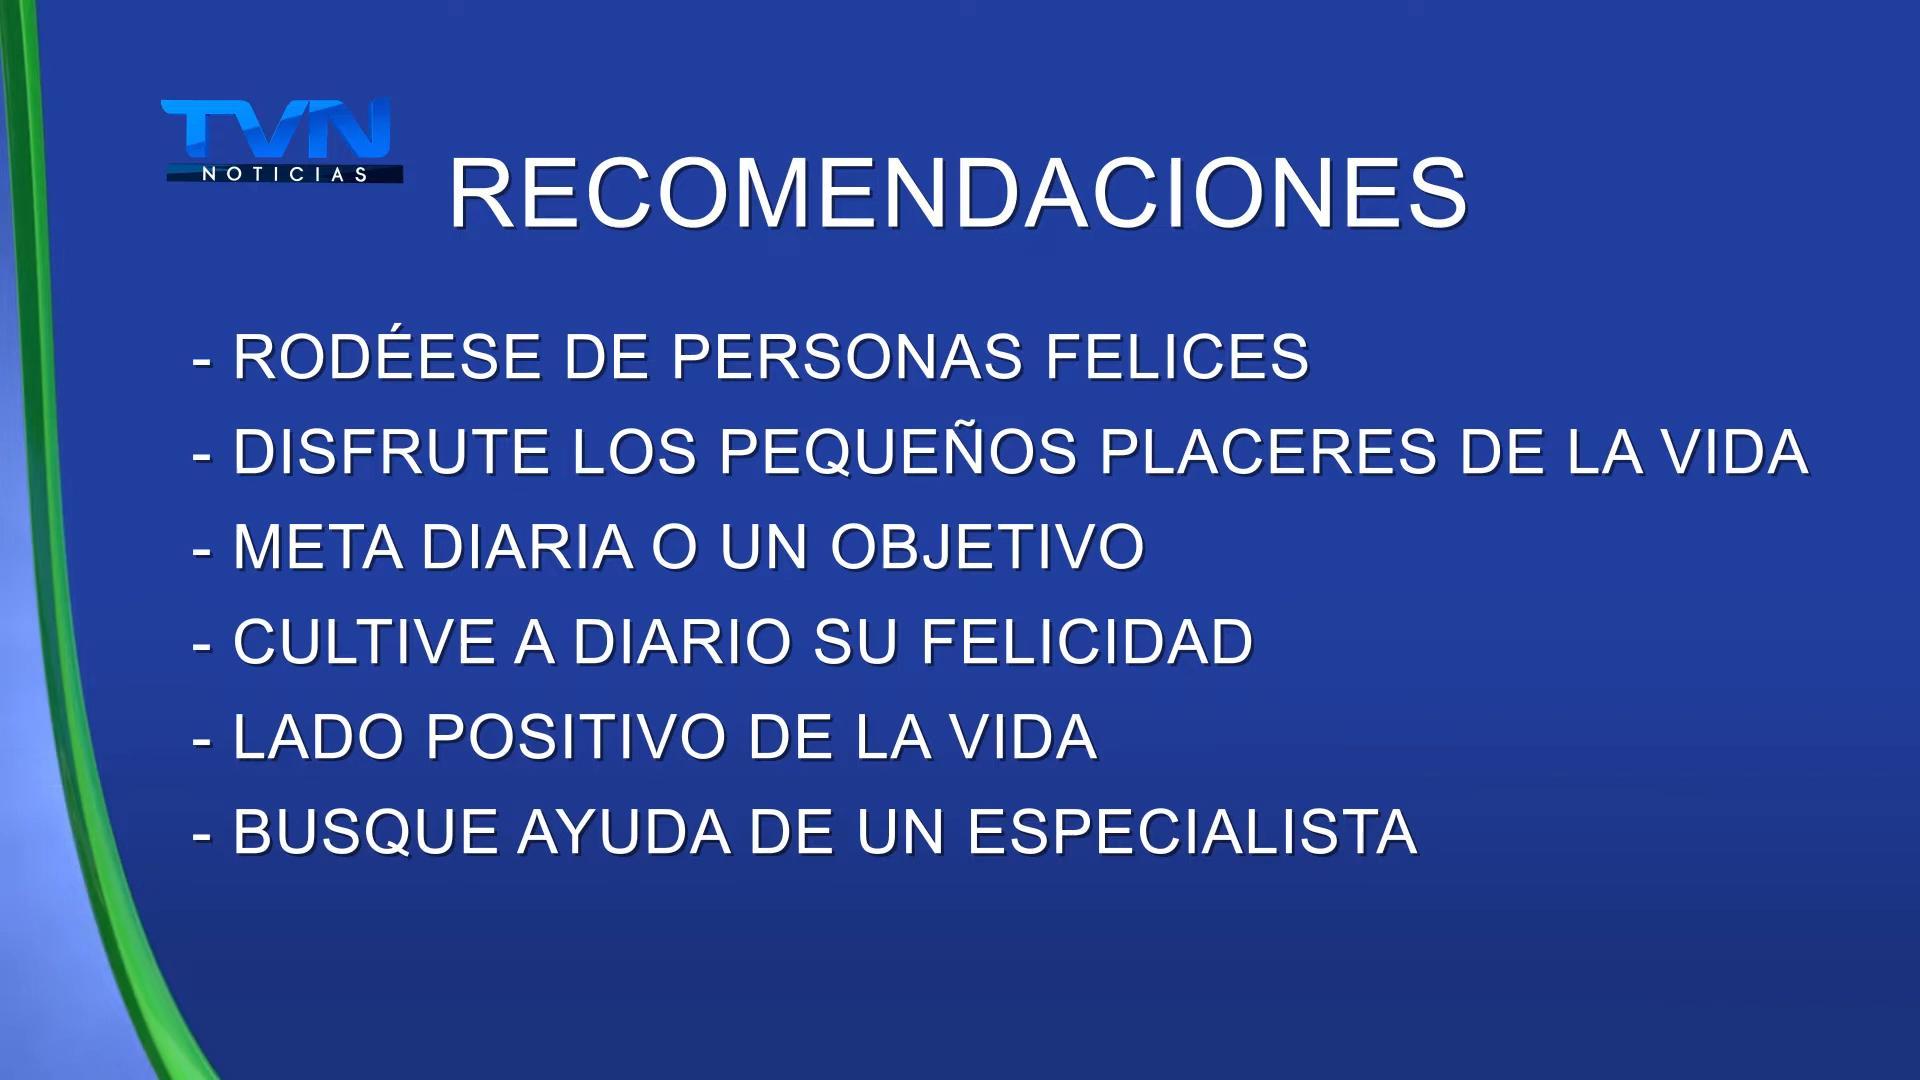 TVN
NOTICIAS
RECOMENDACIONES
- RODÉESE DE PERSONAS FELICES
- DISFRUTE LOS PEQUEÑOS PLACERES DE LA VIDA
- META DIARIA O UN OBJETIVO
- CULTIVE A DIARIO SU FELICIDAD
- LADO POSITIVO DE LA VIDA
- BUSQUE AYUDA DE UN ESPECIALISTA